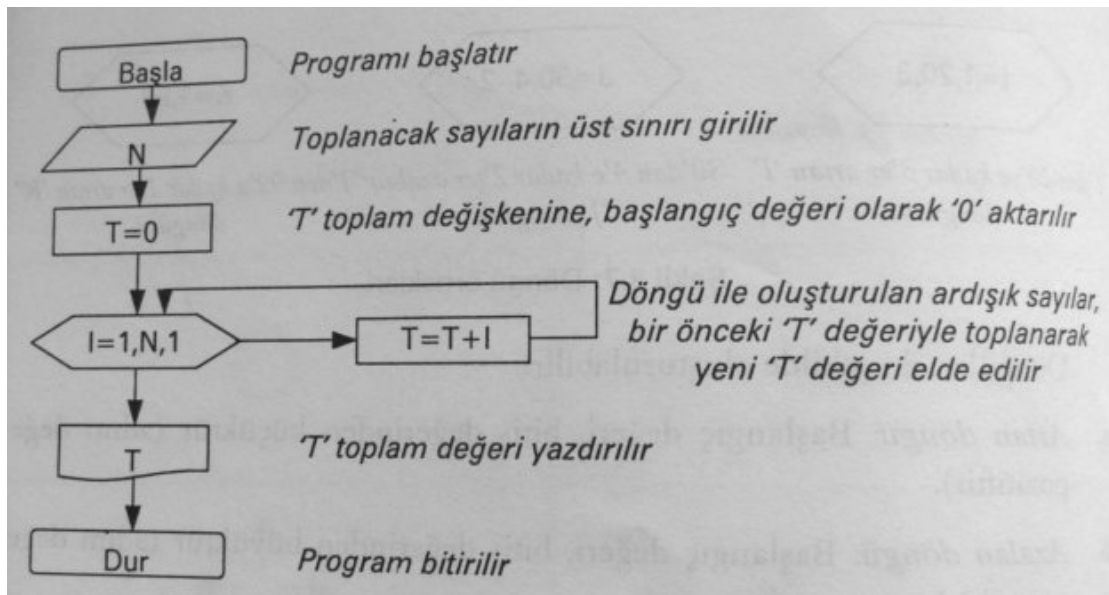 Başla
Programı başlatır
N
Toplanacak sayıların üst sınırı girilir
T=0
'T' toplam değişkenine, başlangıç değeri olarak '0' aktarılır
I=1,N,1
T=T+I
Döngü ile oluşturulan ardışık sayılar,
bir önceki 'T' değeriyle toplanarak
yeni 'T' değeri elde edilir
T
'T' toplam değeri yazdırılır
Dur
Program bitirilir